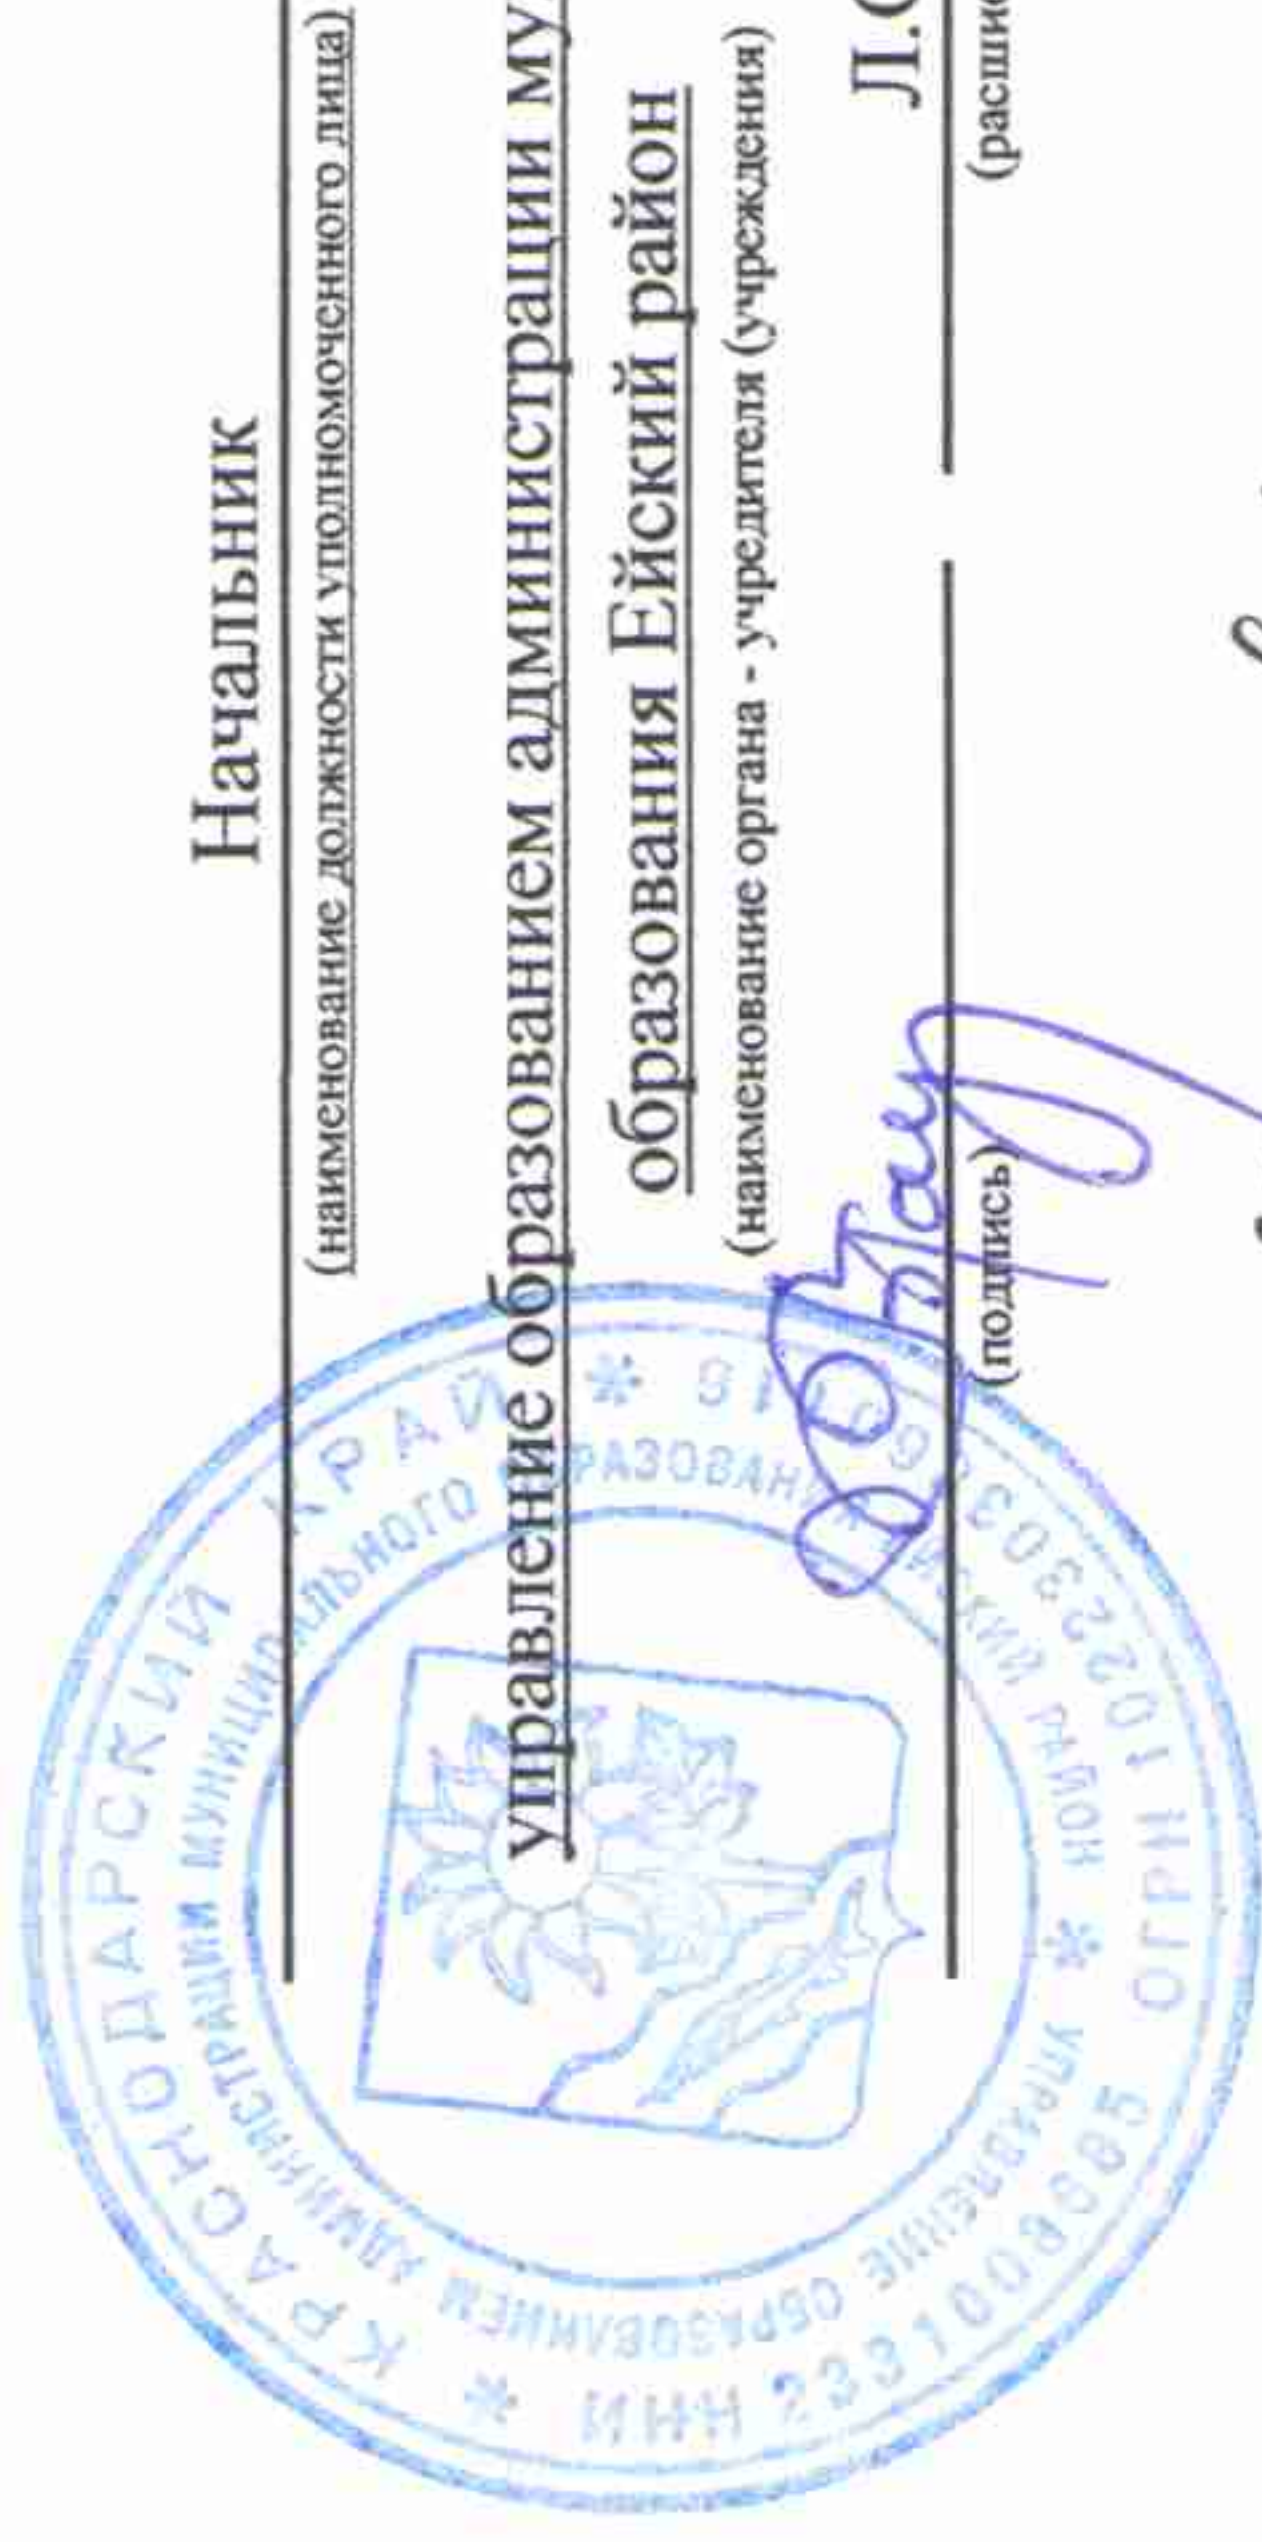 Начальник
(наименование должности уполномоченного лица)
управление образованием администрации му
образования Ейский район
(наименование органа - учредителя (учреждения)
Л.
(подпись)
(расши
* КРАСНОДАРСКИЙ КРАЙ *
ИНН 2331006985 ОГРН
УПРАВЛЕНИЕ ОБРАЗОВАНИЕМ АДМИНИСТРАЦИИ МУНИЦИПАЛЬНОГО ОБРАЗОВАНИЯ ЕЙСКИЙ РАЙОН *